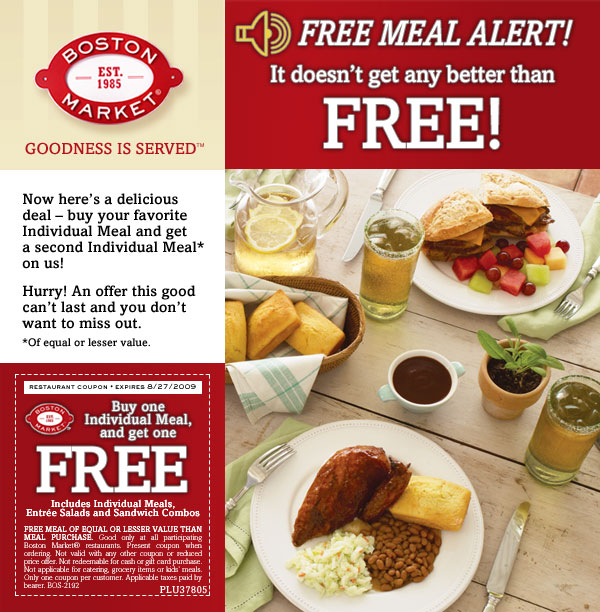 BOSTON
EST.
1985
MARKET®
GOODNESS IS SERVED™
FREE MEAL ALERT!
It doesn't get any better than
FREE!
Now here's a delicious
deal – buy your favorite
Individual Meal and get
a second Individual Meal*
on us!
Hurry! An offer this good
can't last and you don't
want to miss out.
*Of equal or lesser value.
RESTAURANT COUPON • EXPIRES 8/27/2009
BOSTON
EST.
1985
MARKET®
Buy one
Individual Meal,
and get one
FREE
Includes Individual Meals,
Entrée Salads and Sandwich Combos
FREE MEAL OF EQUAL OR LESSER VALUE THAN
MEAL PURCHASE. Good only at all participating
Boston Market® restaurants. Present coupon when
ordering. Not valid with any other coupon or reduced
price offer. Not redeemable for cash or gift card purchase.
Not applicable for catering, grocery items or kids' meals.
Only one coupon per customer. Applicable taxes paid by
bearer. BOS-2192
PLU37805